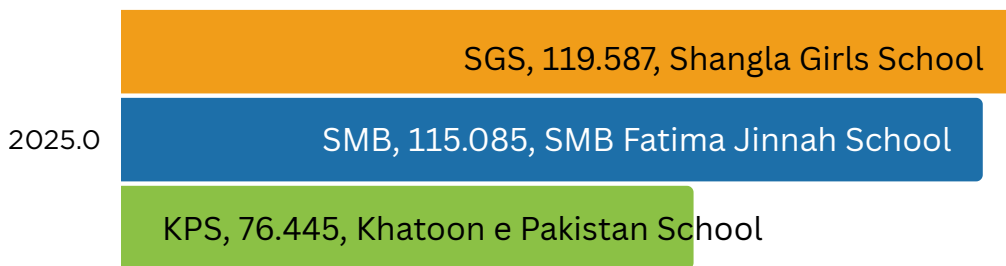 SGS, 119.587, Shangla Girls School
2025.0
SMB, 115.085, SMB Fatima Jinnah School
KPS, 76.445, Khatoon e Pakistan School